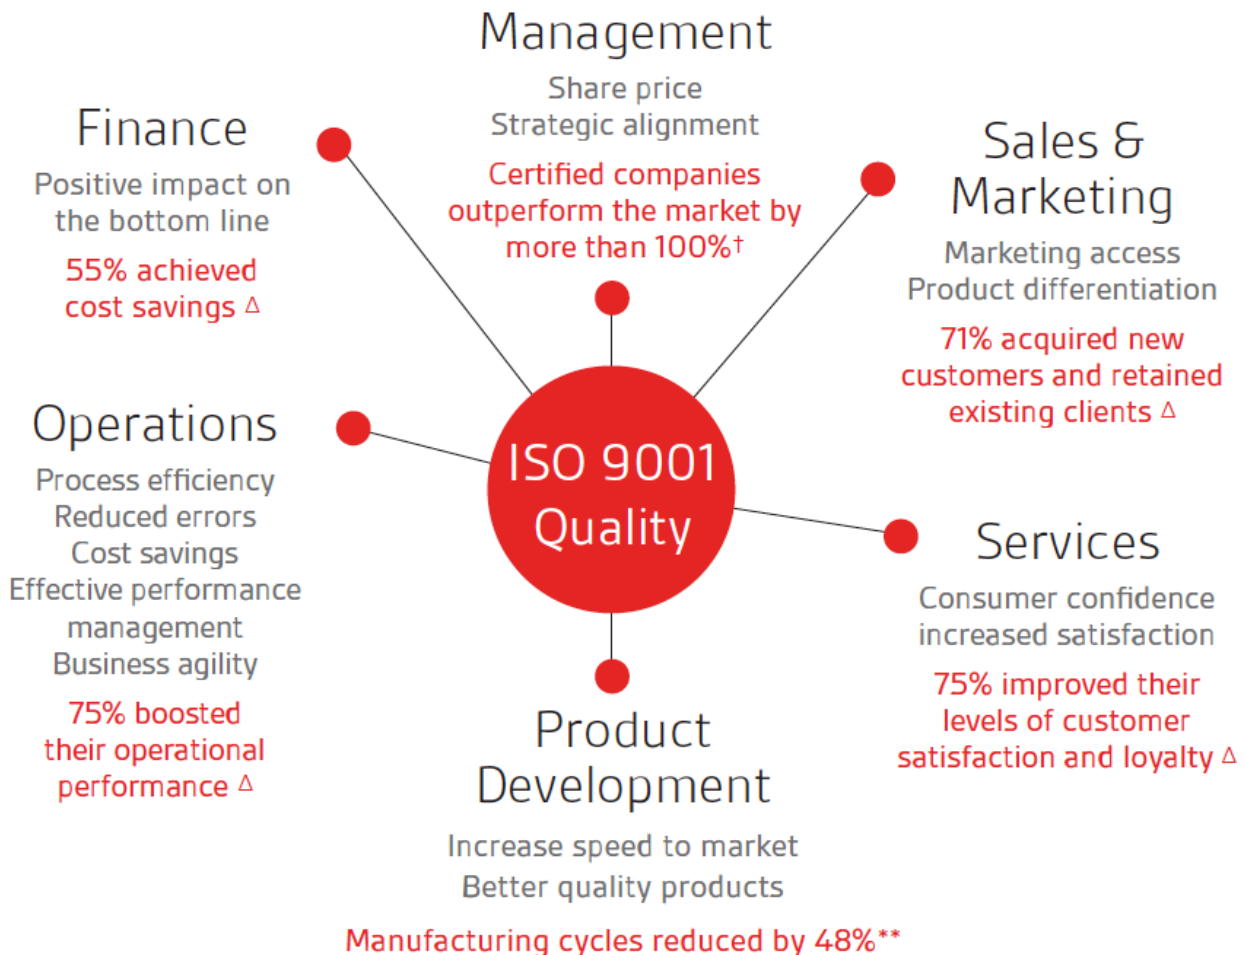 Management
Share price
Strategic alignment
Certified companies
outperform the market by
more than 100%†
Finance
Positive impact on
the bottom line
55% achieved
cost savings Δ
Sales &
Marketing
Marketing access
Product differentiation
71% acquired new
customers and retained
existing clients Δ
Operations
Process efficiency
Reduced errors
Cost savings
Effective performance
management
Business agility
75% boosted
their operational
performance Δ
ISO 9001
Quality
Services
Consumer confidence
increased satisfaction
75% improved their
levels of customer
satisfaction and loyalty Δ
Product
Development
Increase speed to market
Better quality products
Manufacturing cycles reduced by 48%**